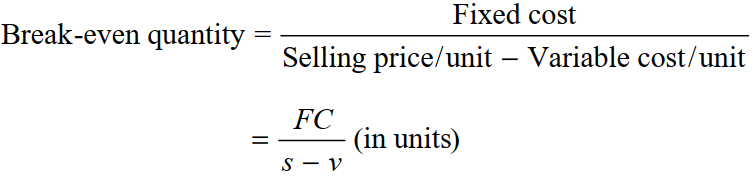 Break-even quantity = Fixed cost / Selling price/unit − Variable cost/unit
= FC / s − v (in units)